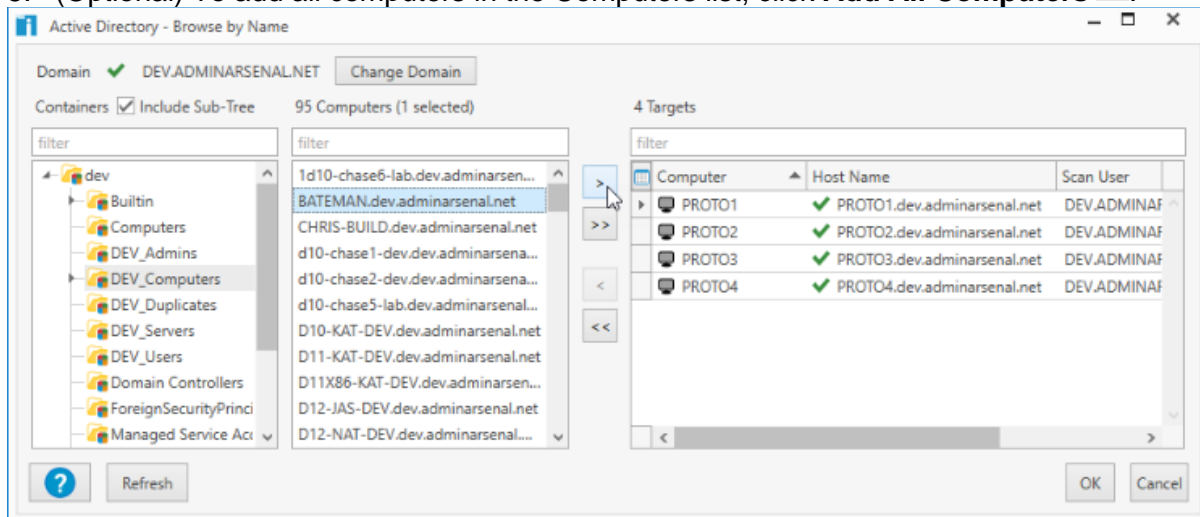 Active Directory - Browse by Name
Domain DEV.ADMINARSENAL.NET Change Domain
Containers Include Sub-Tree 95 Computers (1 selected) 4 Targets
filter filter filter
dev
Builtin
Computers
DEV_Admins
DEV_Computers
DEV_Duplicates
DEV_Servers
DEV_Users
Domain Controllers
ForeignSecurityPrinci
Managed Service Acc
1d10-chase6-lab.dev.adminarsen...
BATEMAN.dev.adminarsenal.net
CHRIS-BUILD.dev.adminarsenal.net
d10-chase1-dev.dev.adminarsena...
d10-chase2-dev.dev.adminarsena...
d10-chase5-lab.dev.adminarsenal...
D10-KAT-DEV.dev.adminarsenal.net
D11-KAT-DEV.dev.adminarsenal.net
D11X86-KAT-DEV.dev.adminarsen...
D12-JAS-DEV.dev.adminarsenal.net
D12-NAT-DEV.dev.adminarsenal....
>
>>
<
<<
Computer Host Name Scan User
PROTO1 PROTO1.dev.adminarsenal.net DEV.ADMINAR
PROTO2 PROTO2.dev.adminarsenal.net DEV.ADMINAR
PROTO3 PROTO3.dev.adminarsenal.net DEV.ADMINAR
PROTO4 PROTO4.dev.adminarsenal.net DEV.ADMINAR
? Refresh OK Cancel